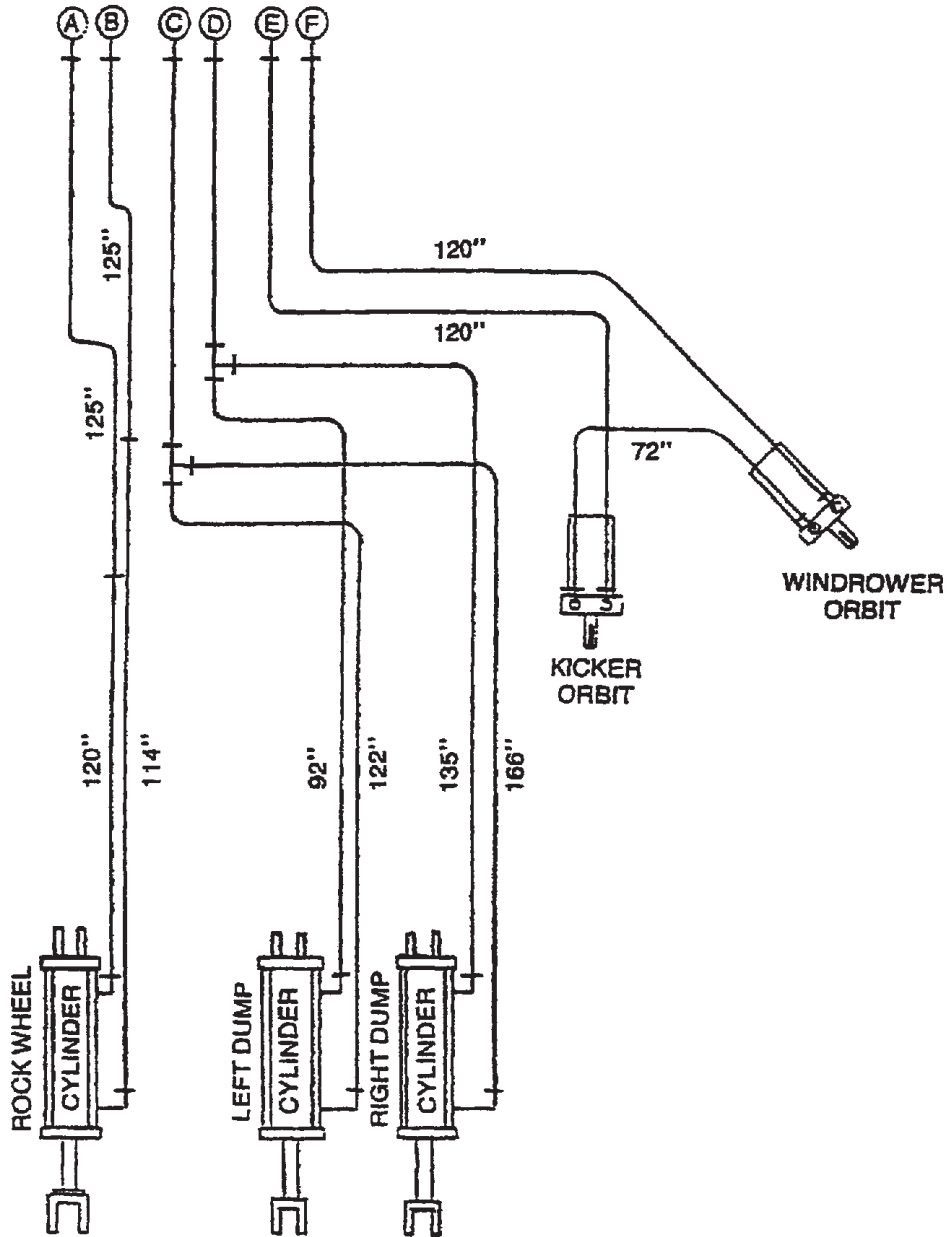 A B C D E F
125"
120"
120"
125"
72"
WINDROWER
ORBIT
KICKER
ORBIT
120"
114"
92"
122"
135"
166"
ROCK WHEEL
CYLINDER
LEFT DUMP
CYLINDER
RIGHT DUMP
CYLINDER